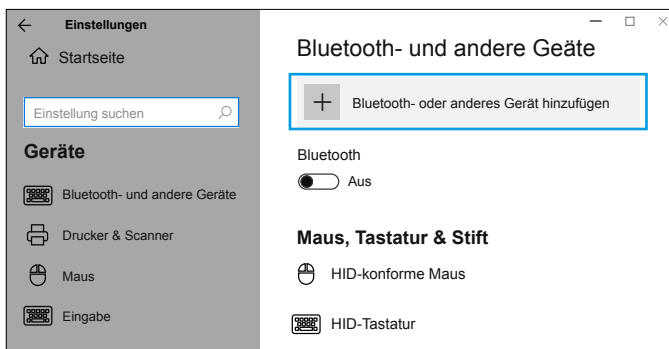 Einstellungen
Startseite
Einstellung suchen
Geräte
Bluetooth- und andere Geräte
Drucker & Scanner
Maus
Eingabe
Bluetooth- und andere Geäte
Bluetooth- oder anderes Gerät hinzufügen
Bluetooth
Aus
Maus, Tastatur & Stift
HID-konforme Maus
HID-Tastatur